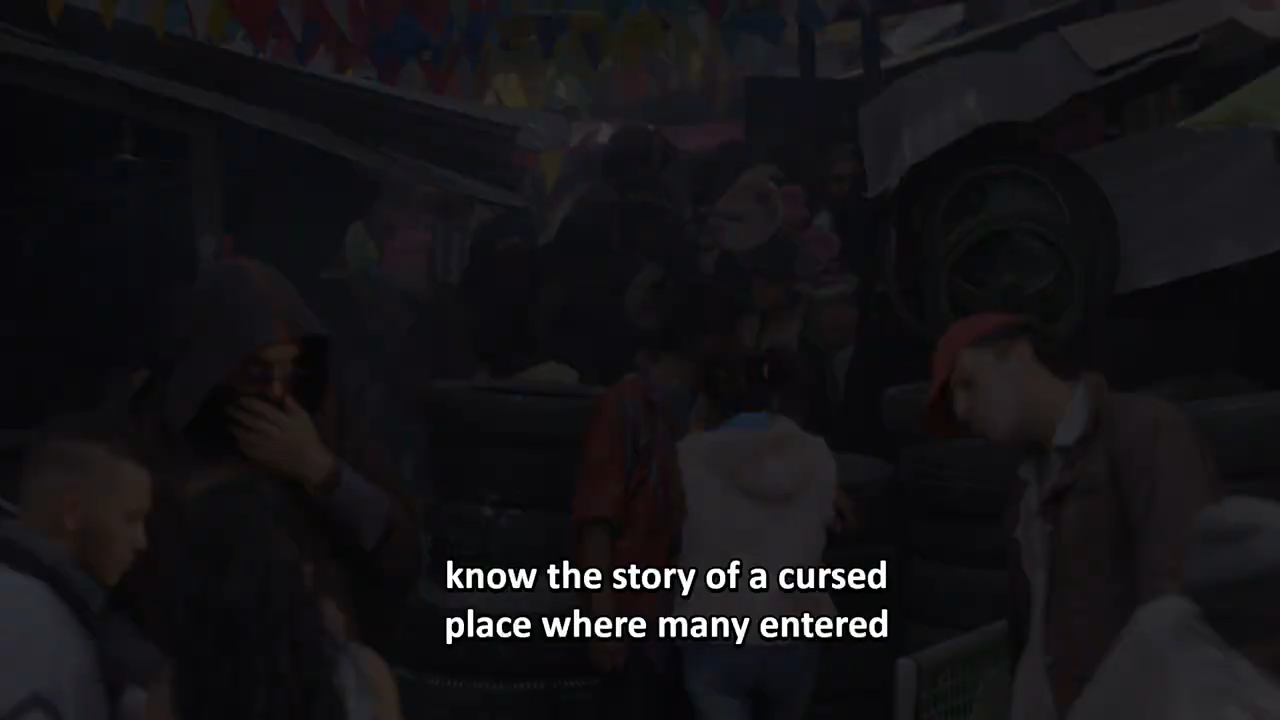 know the story of a cursed
place where many entered